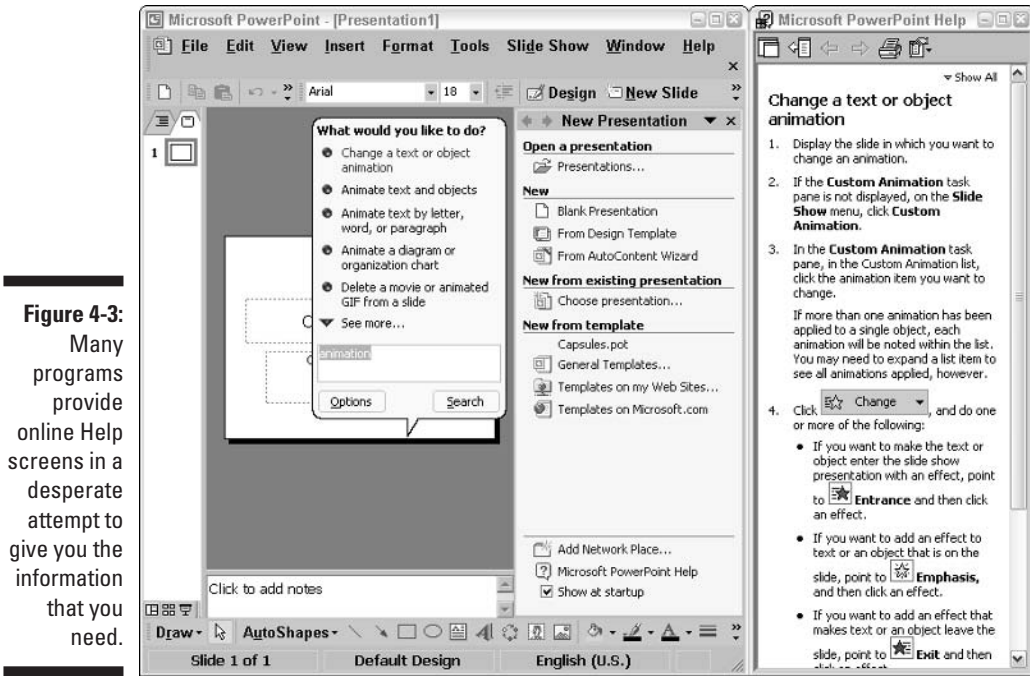 Microsoft PowerPoint - [Presentation1]
File Edit View Insert Format Tools Slide Show Window Help
Arial
18
Design
New Slide
1
What would you like to do?
Change a text or object
animation
Animate text and objects
Animate text by letter,
word, or paragraph
Animate a diagram or
organization chart
Delete a movie or animated
GIF from a slide
See more...
animation
Options
Search
New Presentation
Open a presentation
Presentations...
New
Blank Presentation
From Design Template
From AutoContent Wizard
New from existing presentation
Choose presentation...
New from template
Capsules.pot
General Templates...
Templates on my Web Sites...
Templates on Microsoft.com
Add Network Place...
Microsoft PowerPoint Help
Show at startup
Click to add notes
Draw
AutoShapes
Slide 1 of 1
Default Design
English (U.S.)
Microsoft PowerPoint Help
Show All
Change a text or object
animation
1. Display the slide in which you want to
change an animation.
2. If the Custom Animation task
pane is not displayed, on the Slide
Show menu, click Custom
Animation.
3. In the Custom Animation task
pane, in the Custom Animation list,
click the animation item you want to
change.
If more than one animation has been
applied to a single object, each
animation will be noted within the list.
You may need to expand a list item to
see all animations applied, however.
4. Click Change , and do one
or more of the following:
• If you want to make the text or
object enter the slide show
presentation with an effect, point
to Entrance and then click
an effect.
• If you want to add an effect to
text or an object that is on the
slide, point to Emphasis,
and then click an effect.
• If you want to add an effect that
makes text or an object leave the
slide, point to Exit and then
Figure 4-3:
Many
programs
provide
online Help
screens in a
desperate
attempt to
give you the
information
that you
need.